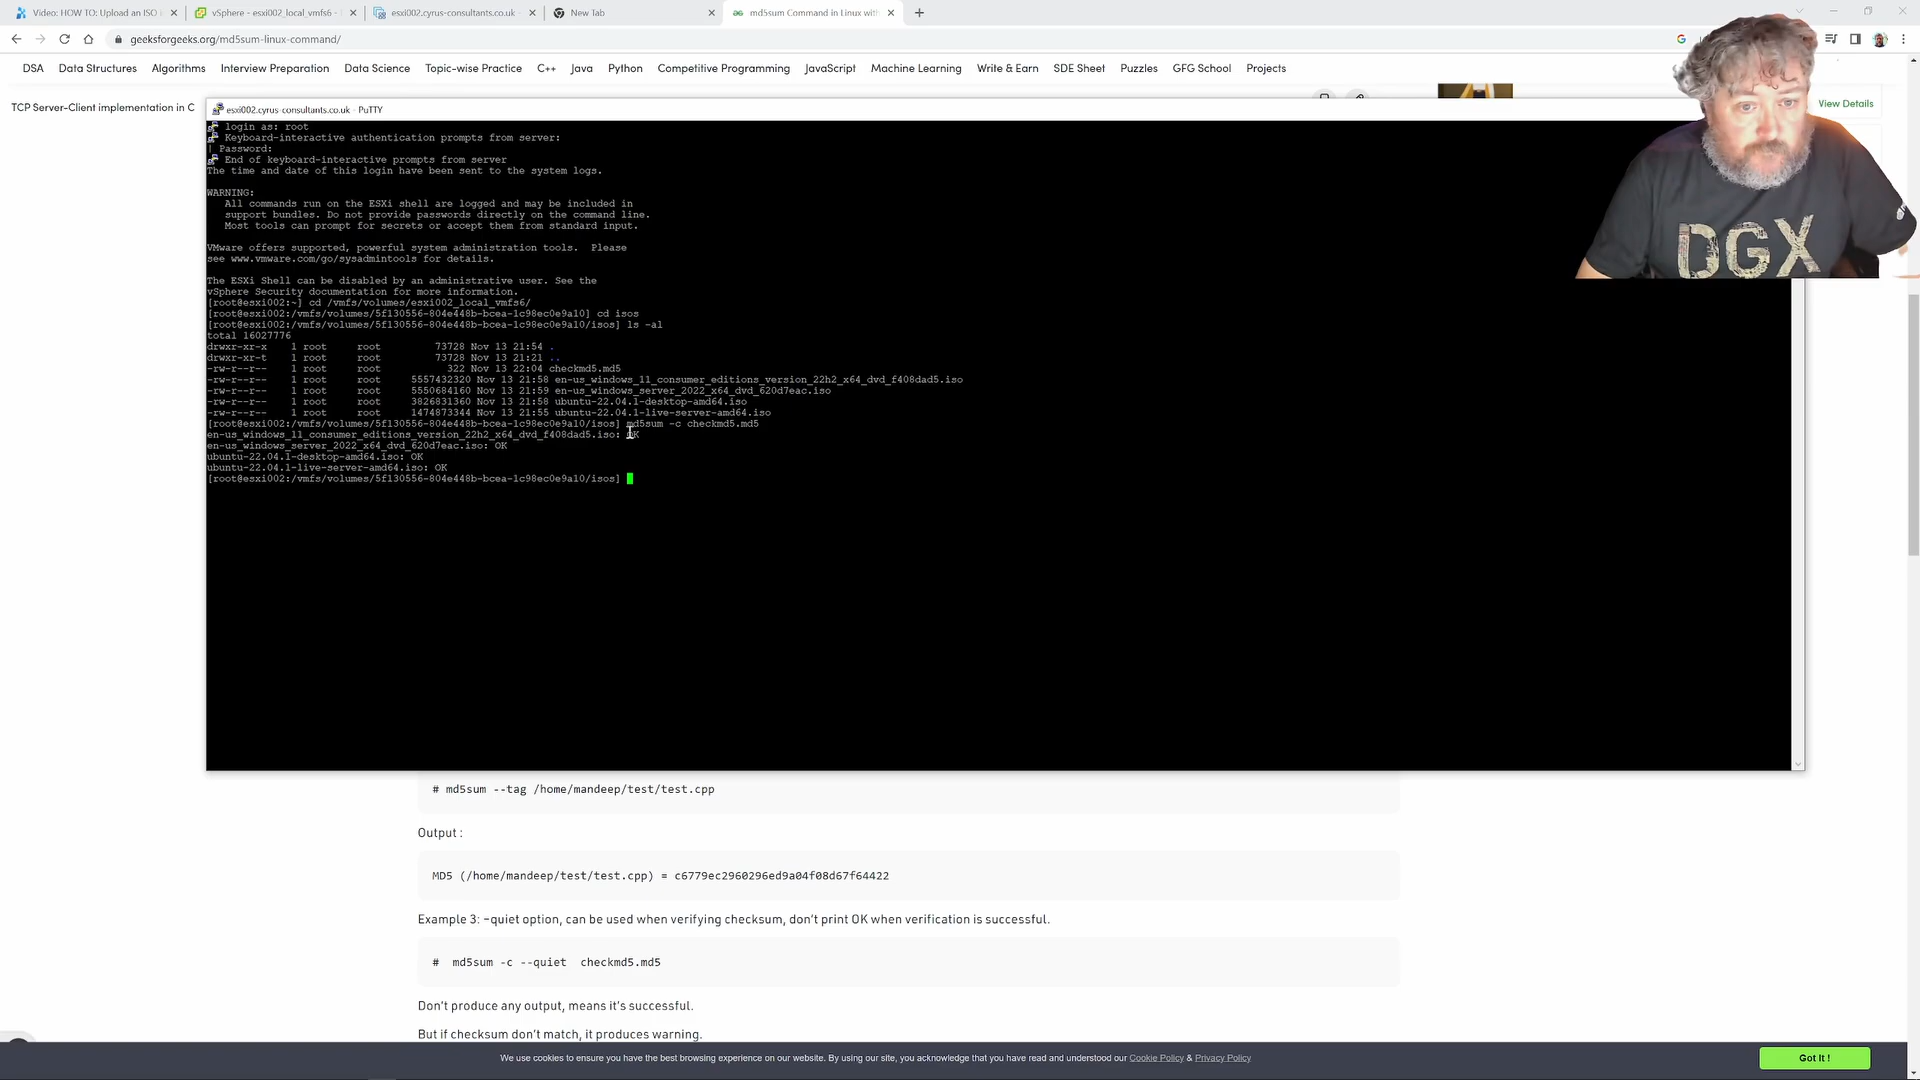 Video: HOW TO: Upload an ISO
vSphere - esxi002_local_vmfs6 -
esxi002.cyrus-consultants.co.uk
New Tab
md5sum Command in Linux with
geeksforgeeks.org/md5sum-linux-command/
DSA Data Structures Algorithms Interview Preparation Data Science Topic-wise Practice C++ Java Python Competitive Programming JavaScript Machine Learning Write & Earn SDE Sheet Puzzles GFG School Projects
TCP Server-Client implementation in C
View Details
esxi002.cyrus-consultants.co.uk - PuTTY
login as: root
Keyboard-interactive authentication prompts from server:
| Password:
End of keyboard-interactive prompts from server
The time and date of this login have been sent to the system logs.
WARNING:
All commands run on the ESXi shell are logged and may be included in
support bundles. Do not provide passwords directly on the command line.
Most tools can prompt for secrets or accept them from standard input.
VMware offers supported, powerful system administration tools. Please
see www.vmware.com/go/sysadmintools for details.
The ESXi Shell can be disabled by an administrative user. See the
vSphere Security documentation for more information.
[root@esxi002:~] cd /vmfs/volumes/esxi002_local_vmfs6/
[root@esxi002:/vmfs/volumes/5f130556-804e448b-bcea-1c98ec0e9a10] cd isos
[root@esxi002:/vmfs/volumes/5f130556-804e448b-bcea-1c98ec0e9a10/isos] ls -al
total 16027776
drwxr-xr-x 1 root root 73728 Nov 13 21:54 .
drwxr-xr-t 1 root root 73728 Nov 13 21:21 ..
-rw-r--r-- 1 root root 322 Nov 13 22:04 checkmd5.md5
-rw-r--r-- 1 root root 5557432320 Nov 13 21:58 en-us_windows_11_consumer_editions_version_22h2_x64_dvd_f408dad5.iso
-rw-r--r-- 1 root root 5550684160 Nov 13 21:59 en-us_windows_server_2022_x64_dvd_620d7eac.iso
-rw-r--r-- 1 root root 3826831360 Nov 13 21:58 ubuntu-22.04.1-desktop-amd64.iso
-rw-r--r-- 1 root root 1474873344 Nov 13 21:55 ubuntu-22.04.1-live-server-amd64.iso
[root@esxi002:/vmfs/volumes/5f130556-804e448b-bcea-1c98ec0e9a10/isos] md5sum -c checkmd5.md5
en-us_windows_11_consumer_editions_version_22h2_x64_dvd_f408dad5.iso: OK
en-us_windows_server_2022_x64_dvd_620d7eac.iso: OK
ubuntu-22.04.1-desktop-amd64.iso: OK
ubuntu-22.04.1-live-server-amd64.iso: OK
[root@esxi002:/vmfs/volumes/5f130556-804e448b-bcea-1c98ec0e9a10/isos]
DGX
# md5sum --tag /home/mandeep/test/test.cpp
Output :
MD5 (/home/mandeep/test/test.cpp) = c6779ec2960296ed9a04f08d67f64422
Example 3: –quiet option, can be used when verifying checksum, don't print OK when verification is successful.
# md5sum -c --quiet checkmd5.md5
Don't produce any output, means it's successful.
But if checksum don't match, it produces warning.
We use cookies to ensure you have the best browsing experience on our website. By using our site, you acknowledge that you have read and understood our Cookie Policy & Privacy Policy
Got It !